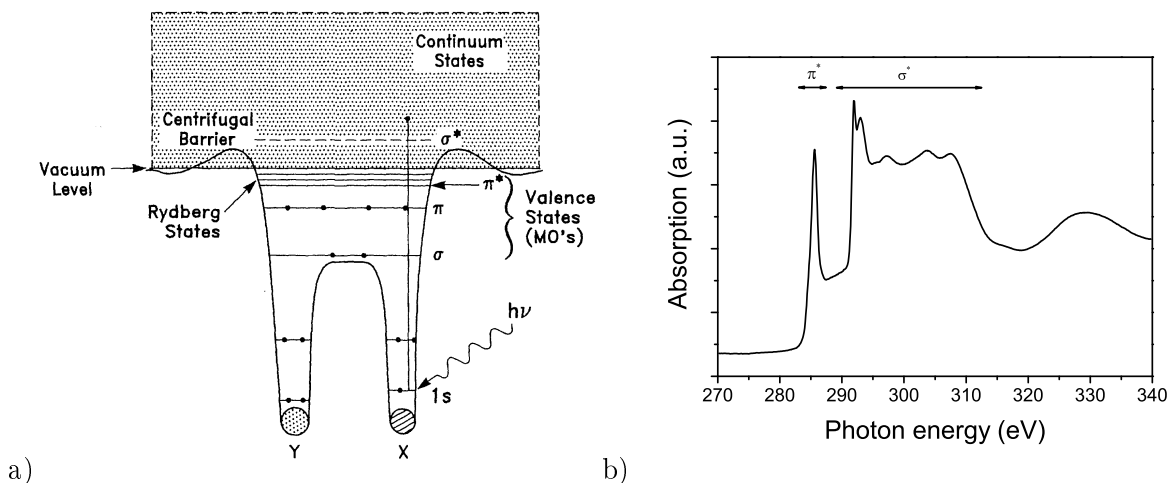 Continuum
States
Centrifugal
Barrier
σ*
Vacuum
Level
Rydberg
States
π*
π
σ
Valence
States
(MO's)
hν
1s
Y
X
a)
π*
σ*
Absorption (a.u.)
270 280 290 300 310 320 330 340
Photon energy (eV)
b)